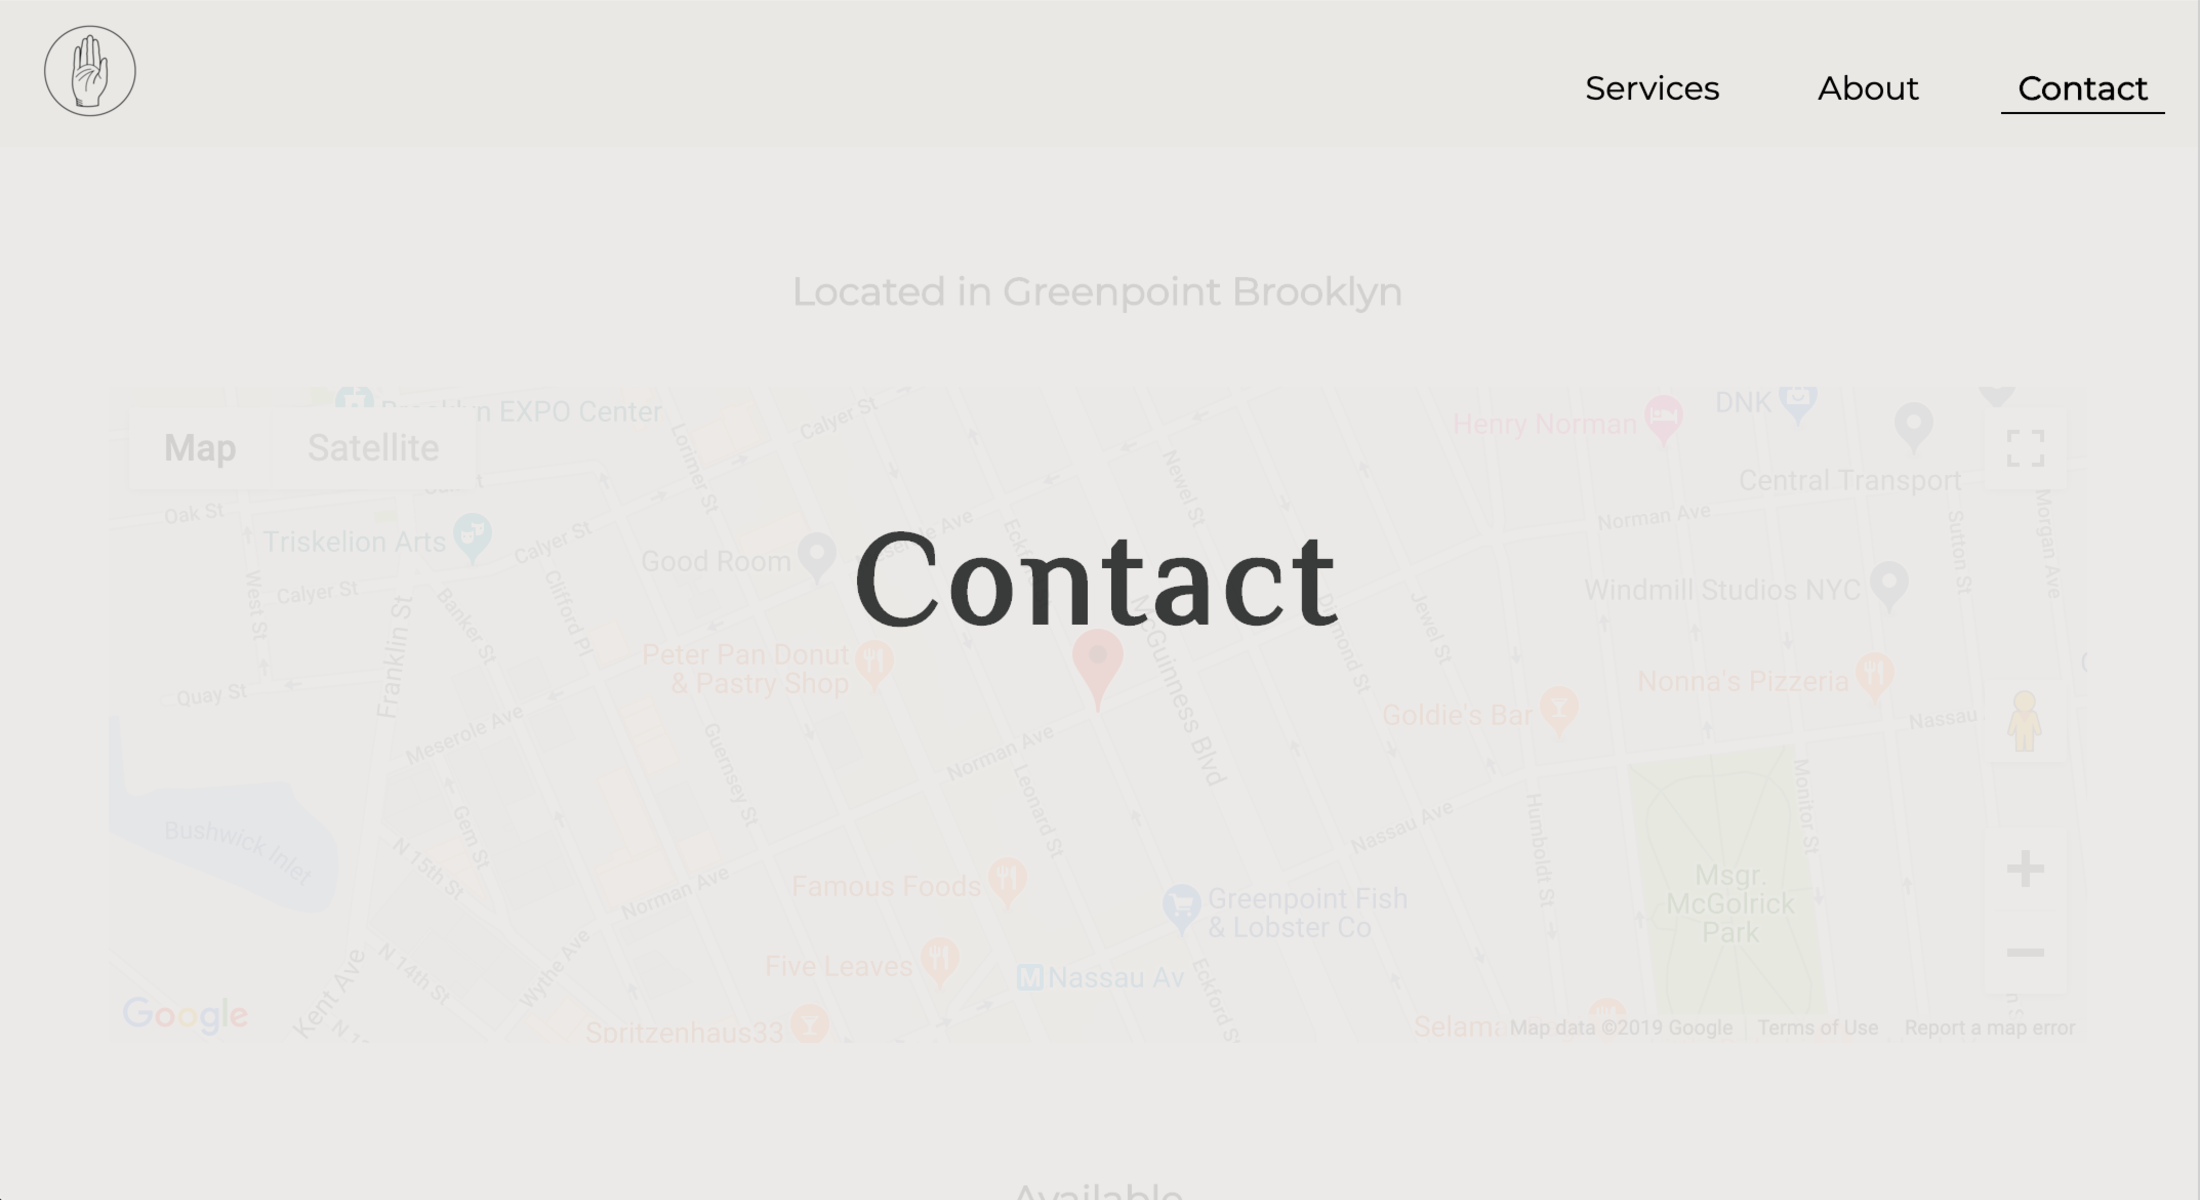 Services About Contact
Located in Greenpoint Brooklyn
EXPO Center
Map Satellite
Calyer St
Henry Norman
DNK
Central Transport
Lorimer St
Newel St
Oak St
Triskelion Arts
Calyer St
Good Room
Norman Ave
Sutton St
Morgan Ave
Contact
West St
Calyer St
Franklin St
Banker St
Clifford Pl
Windmill Studios NYC
Peter Pan Donut
& Pastry Shop
McGuinness Blvd
Diamond St
Jewel St
Nonna's Pizzeria
Quay St
Meserole Ave
Goldie's Bar
Nassau
Guernsey St
Norman Ave
Leonard St
Monitor St
Bushwick Inlet
Gem St
N 15th St
Nassau Ave
Humboldt St
Msgr.
McGolrick
Park
Norman Ave
Famous Foods
Greenpoint Fish
& Lobster Co
Five Leaves
M Nassau Av
Wythe Ave
N 14th St
Kent Ave
Eckford S
Google
Spritzenhaus33
Map data ©2019 Google Terms of Use Report a map error
Available